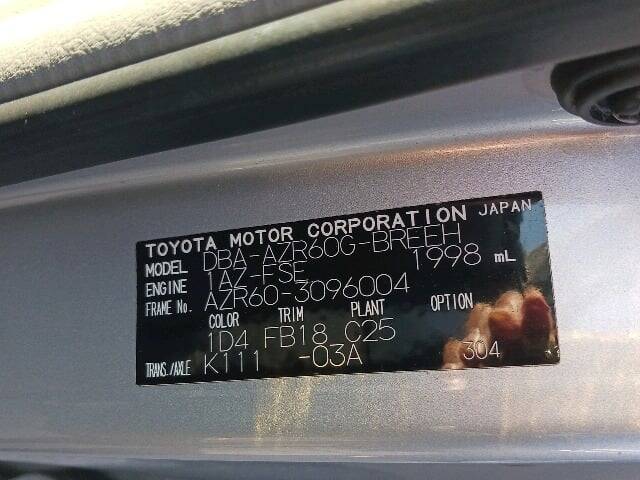 TOYOTA MOTOR CORPORATION JAPAN
MODEL DBA-AZR60G-BREEH
ENGINE 1AZ-FSE 1998 mL
FRAME No. AZR60-3096004
COLOR TRIM PLANT OPTION
1D4 FB18 C25
TRANS./AXLE K111 -03A 304